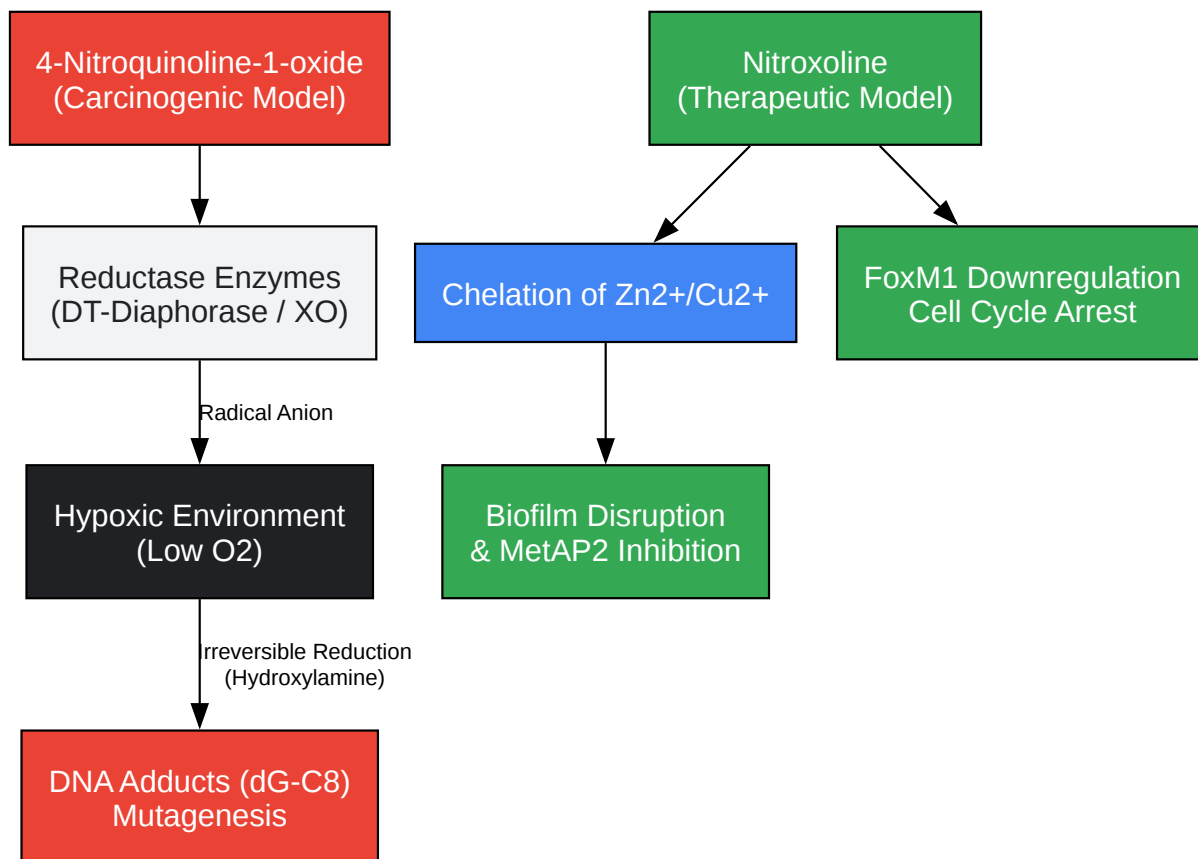 4-Nitroquinoline-1-oxide
(Carcinogenic Model)
Nitroxoline
(Therapeutic Model)
Reductase Enzymes
(DT-Diaphorase / XO)
Chelation of Zn2+/Cu2+
FoxM1 Downregulation
Cell Cycle Arrest
Radical Anion
Hypoxic Environment
(Low O2)
Biofilm Disruption
& MetAP2 Inhibition
Irreversible Reduction
(Hydroxylamine)
DNA Adducts (dG-C8)
Mutagenesis